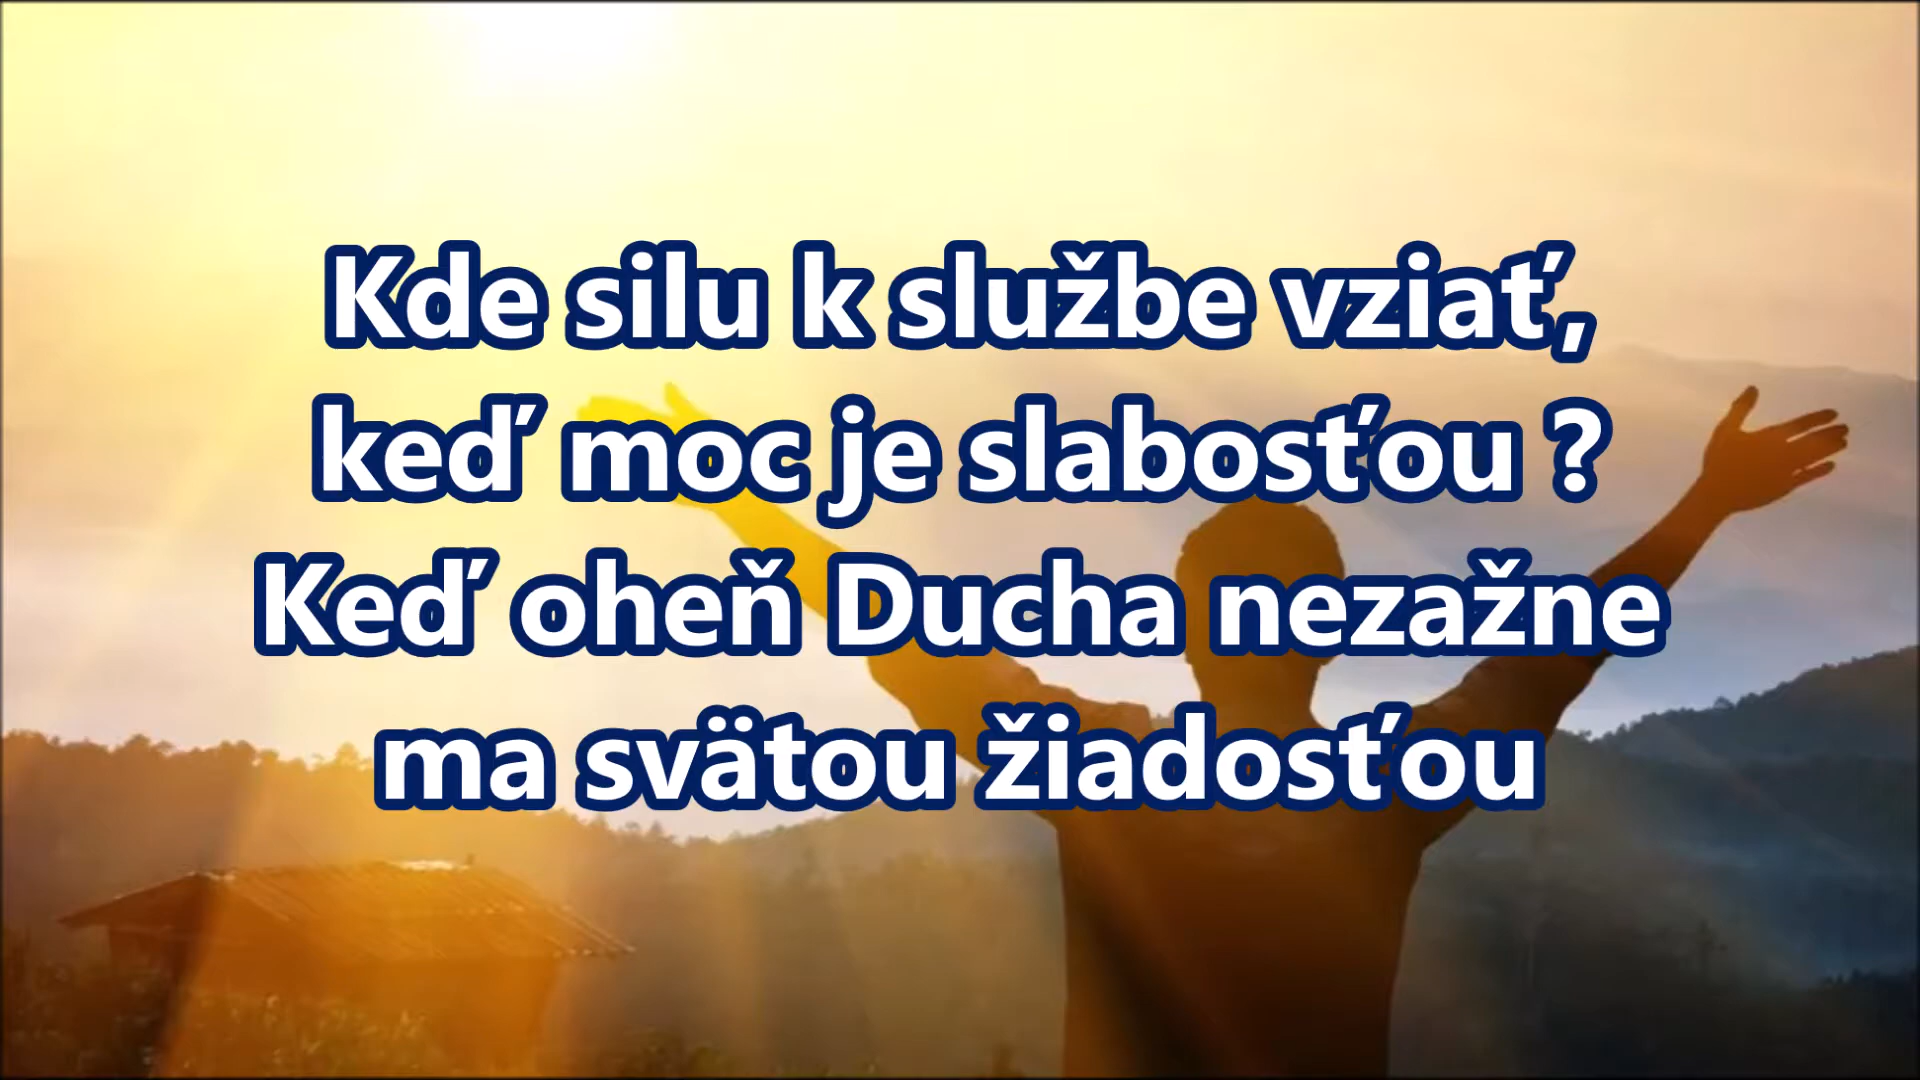 Kde silu k službe vziať,
keď moc je slabosťou ?
Keď oheň Ducha nezažne
ma svätou žiadosťou